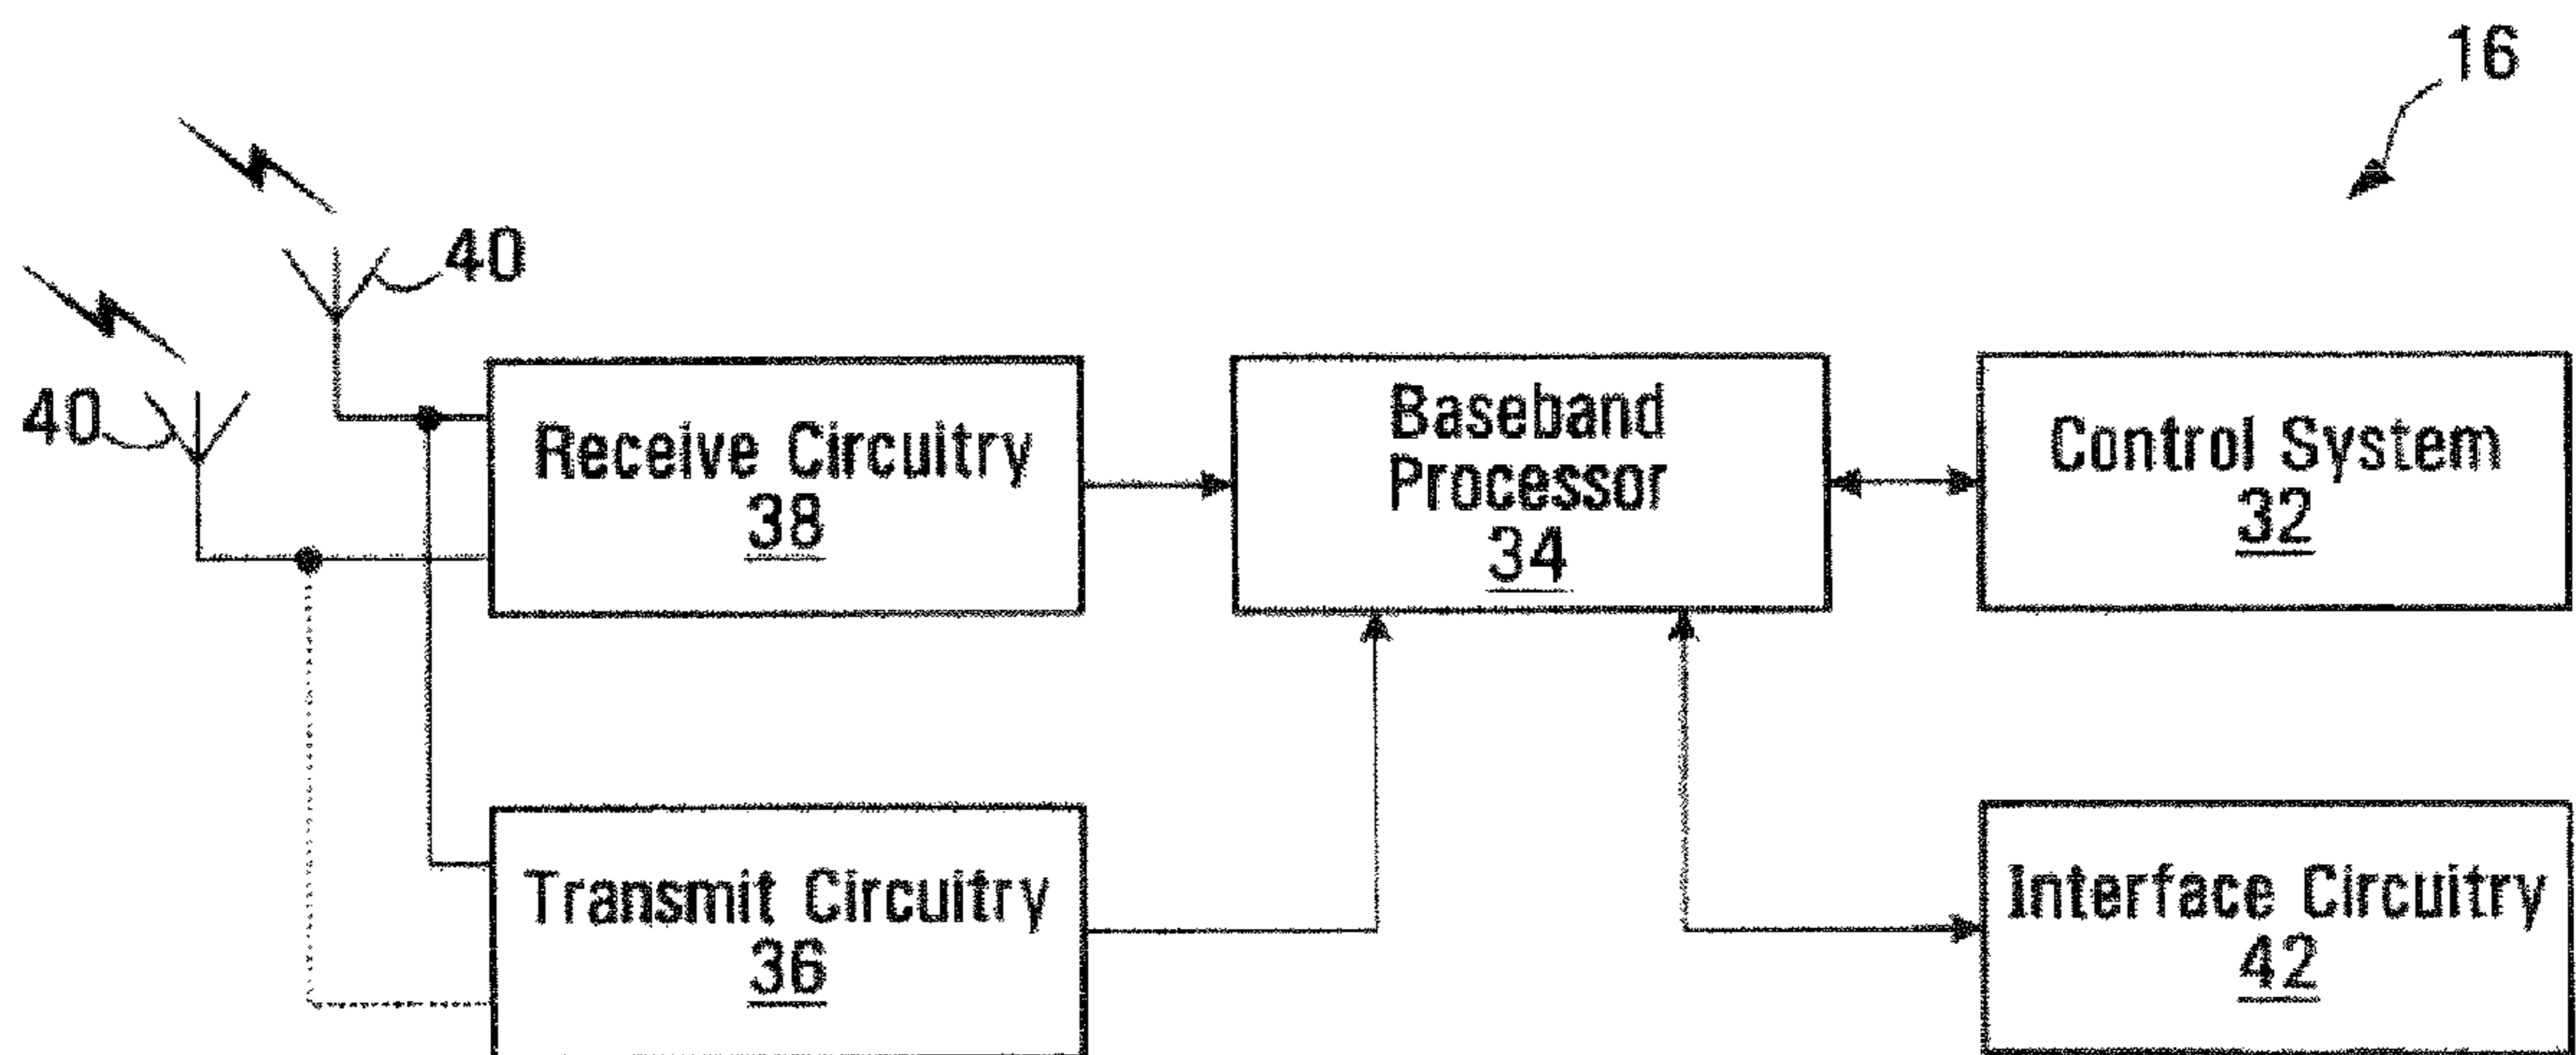 16
40
40
Receive Circuitry
38
Baseband
Processor
34
Control System
32
Transmit Circuitry
36
Interface Circuitry
42